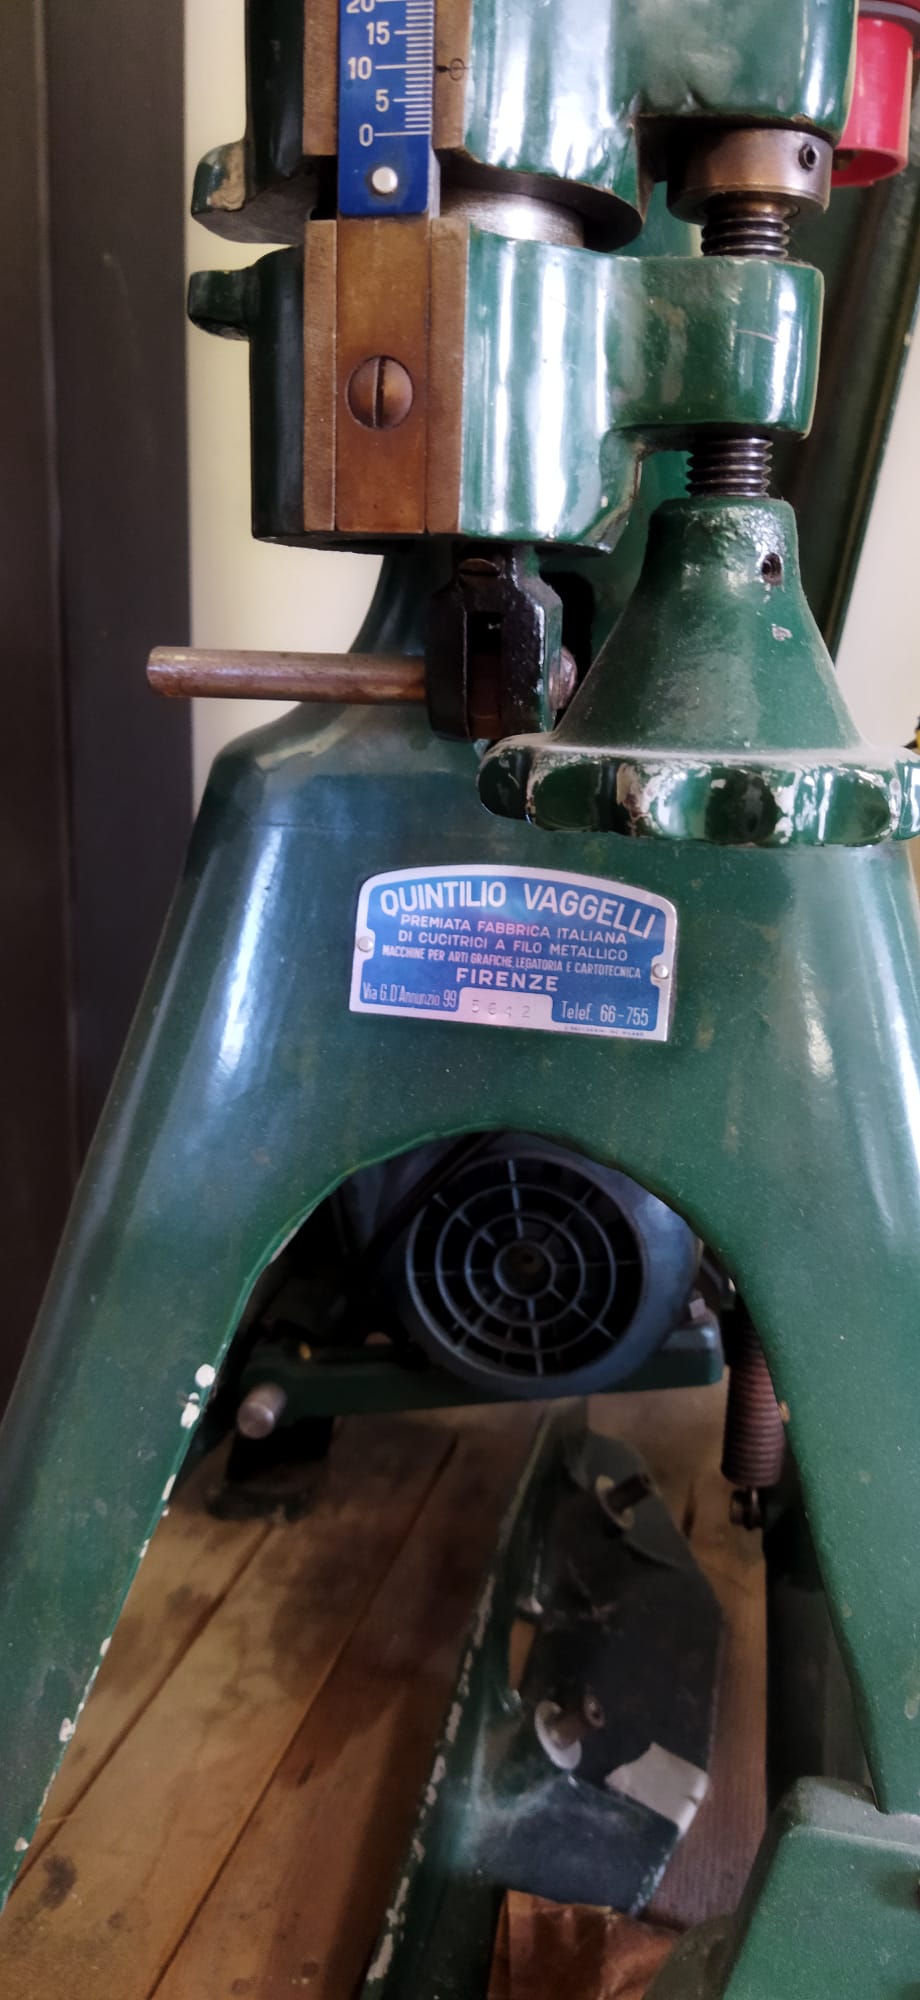 20
15
10
5
0
QUINTILIO VAGGELLI
PREMIATA FABBRICA ITALIANA
DI CUCITRICI A FILO METALLICO
MACCHINE PER ARTI GRAFICHE, LEGATORIA E CARTOTECNICA
FIRENZE
Via G. D'Annunzio 99 5642 Telef. 66-755